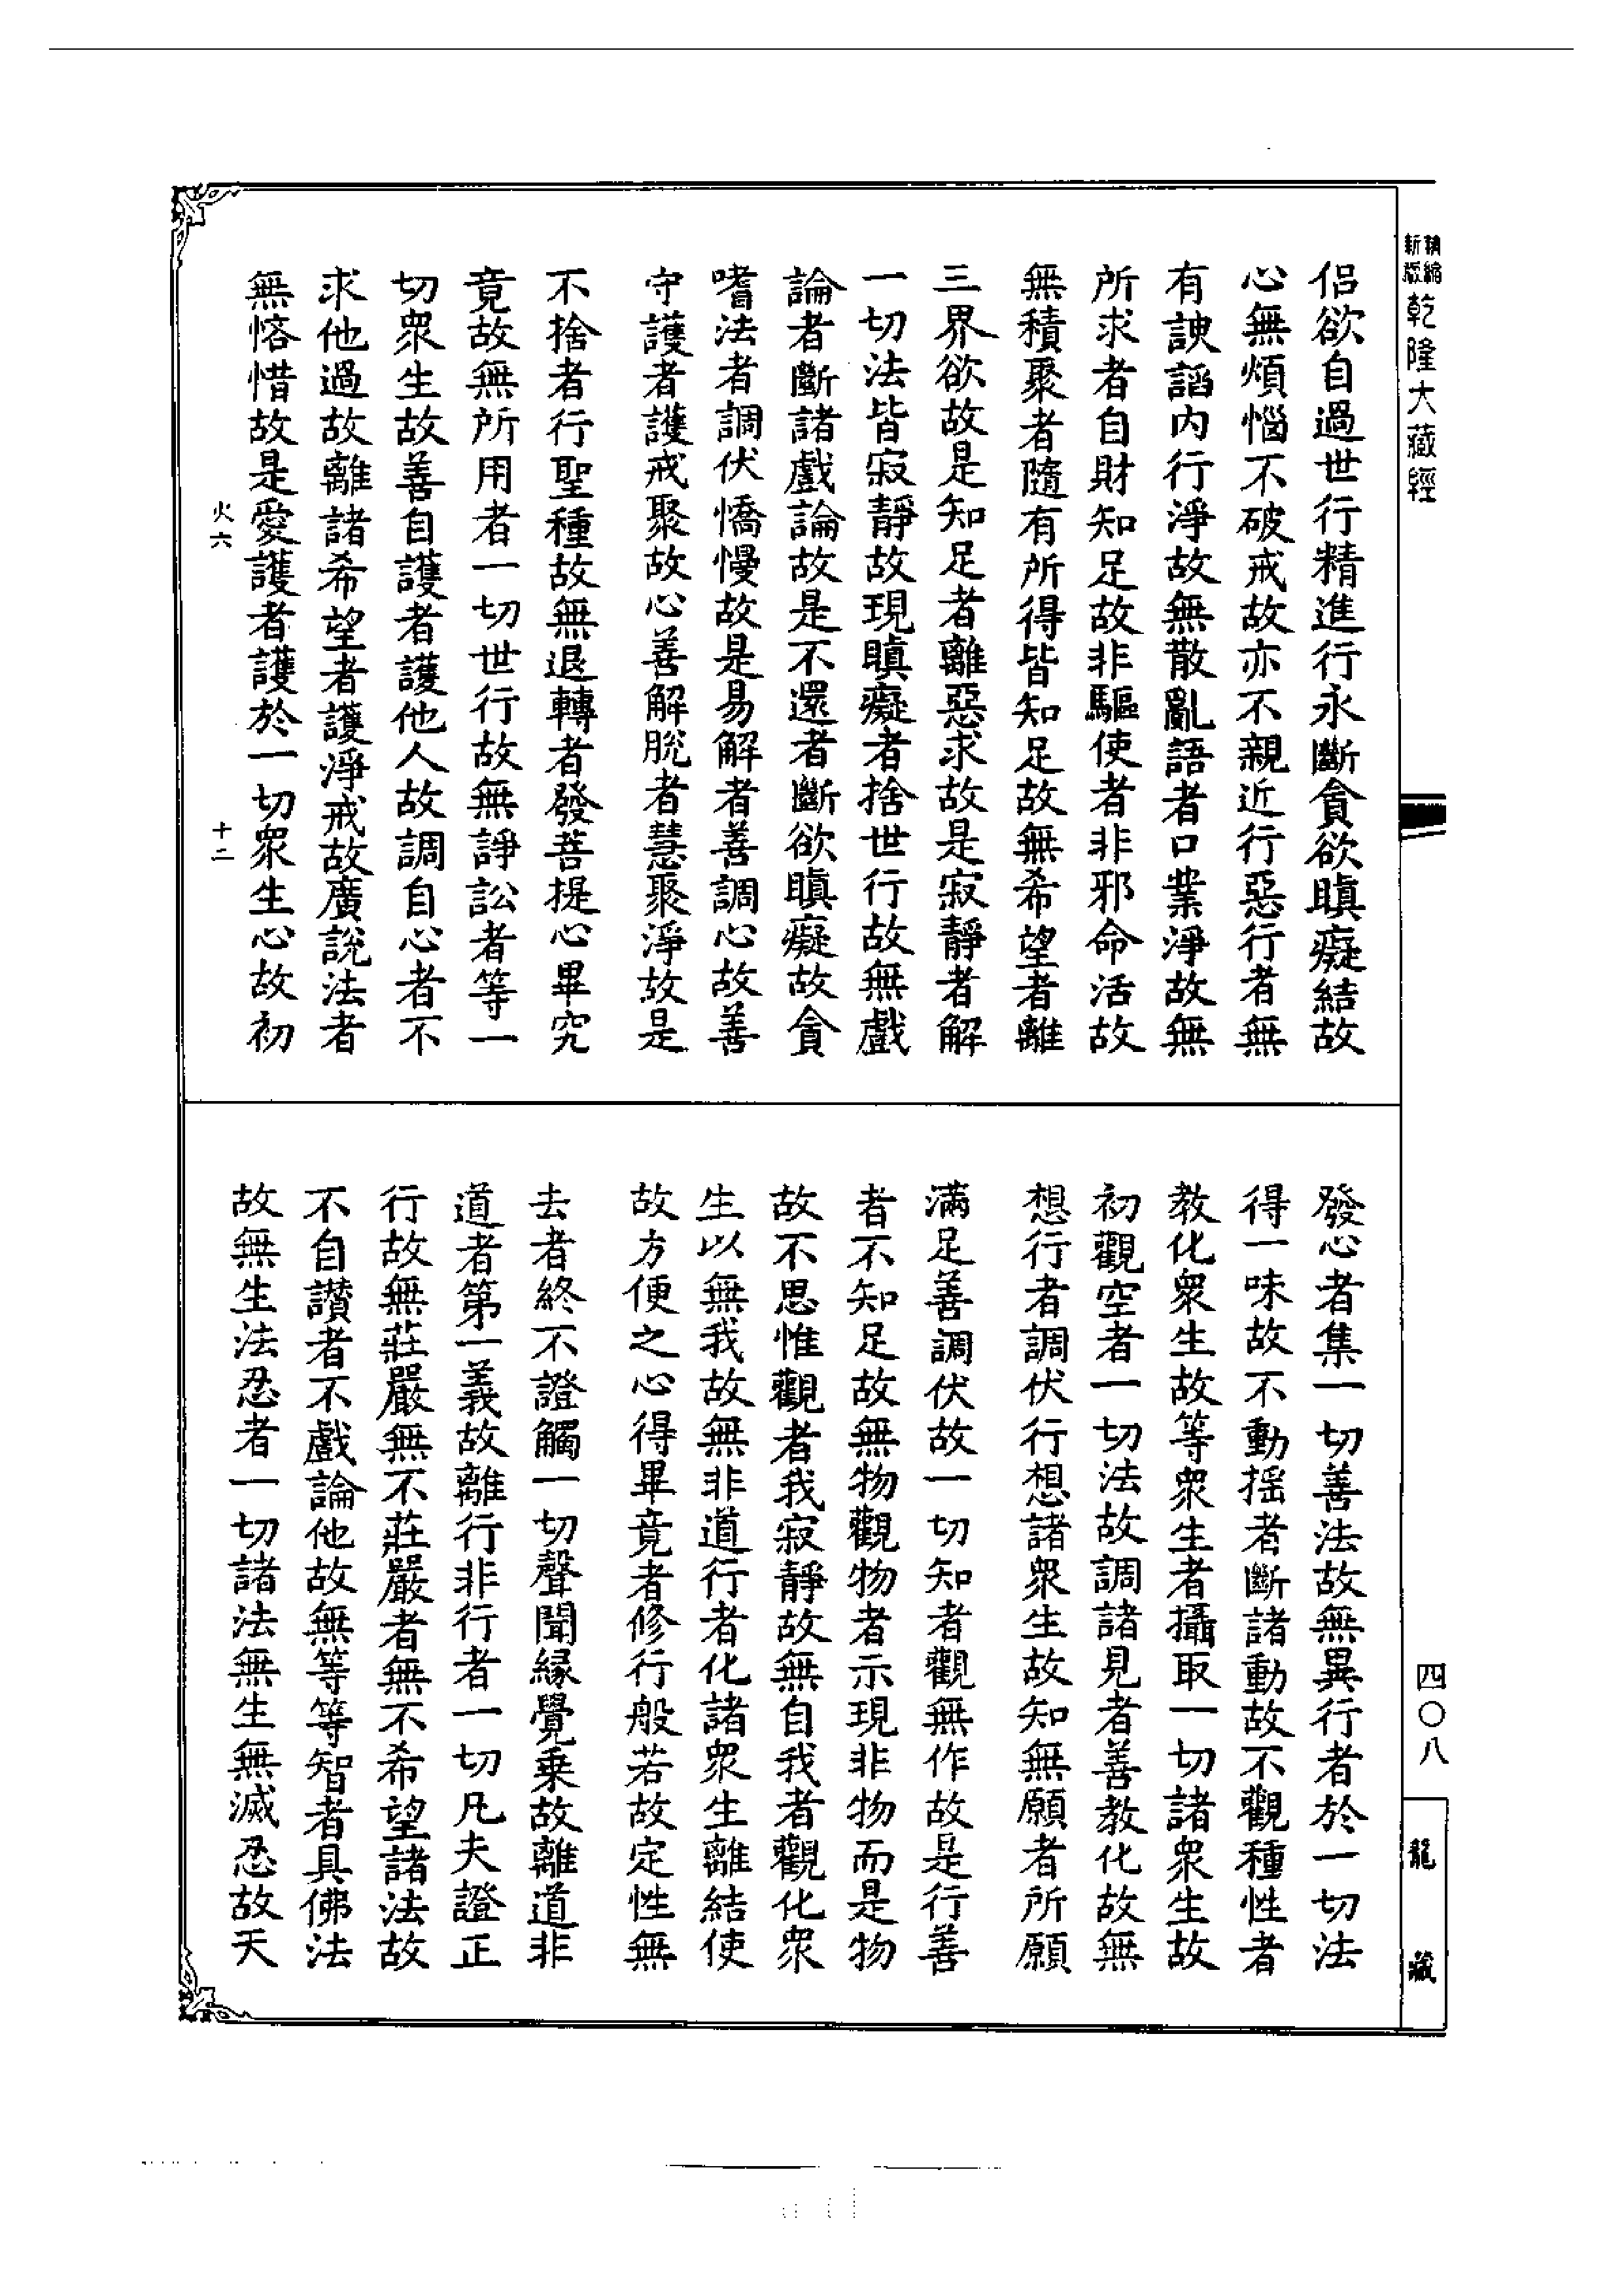 新縮
精版
乾隆大藏經
侶欲自過世行精進行永斷貪欲瞋癡結故
心無煩惱不破戒故亦不親近行惡行者無
有諛諂內行淨故無散亂語者口業淨故無
所求者自財知足故非驅使者非邪命活故
無積聚者隨有所得皆知足故無希望者離
三界欲故是知足者離惡求故是寂靜者解
一切法皆寂靜故現瞋癡者捨世行故無戲
論者斷諸戲論故是不還者斷欲瞋癡故貪
嗜法者調伏憍慢故是易解者善調心故善
守護者護戒聚故心善解脫者慧聚淨故是
不捨者行聖種故無退轉者發菩提心畢究
竟故無所用者一切世行故無諍訟者等一
切眾生故善自護者護他人故調自心者不
求他過故離諸希望者護淨戒故廣說法者
無悋惜故是愛護者護於一切眾生心故初
火六
十二
發心者集一切善法故無異行者於一切法
得一味故不動搖者斷諸動故不觀種性者
教化眾生故等眾生者攝取一切諸眾生故
初觀空者一切法故調諸見者善教化故無
想行者調伏行想諸眾生故知無願者所願
滿足善調伏故一切知者觀無作故是行善
者不知足故無物觀物者示現非物而是物
故不思惟觀者我寂靜故無自我者觀化眾
生以無我故無非道行者化諸眾生離結使
故方便之心得畢竟者修行般若故定性無
去者終不證觸一切聲聞緣覺乘故離道非
道者第一義故離行非行者一切凡夫證正
行故無莊嚴無不莊嚴者無不希望諸法故
不自讚者不戲論他故無等等智者具佛法
故無生法忍者一切諸法無生無滅忍故天
四〇八
龍藏